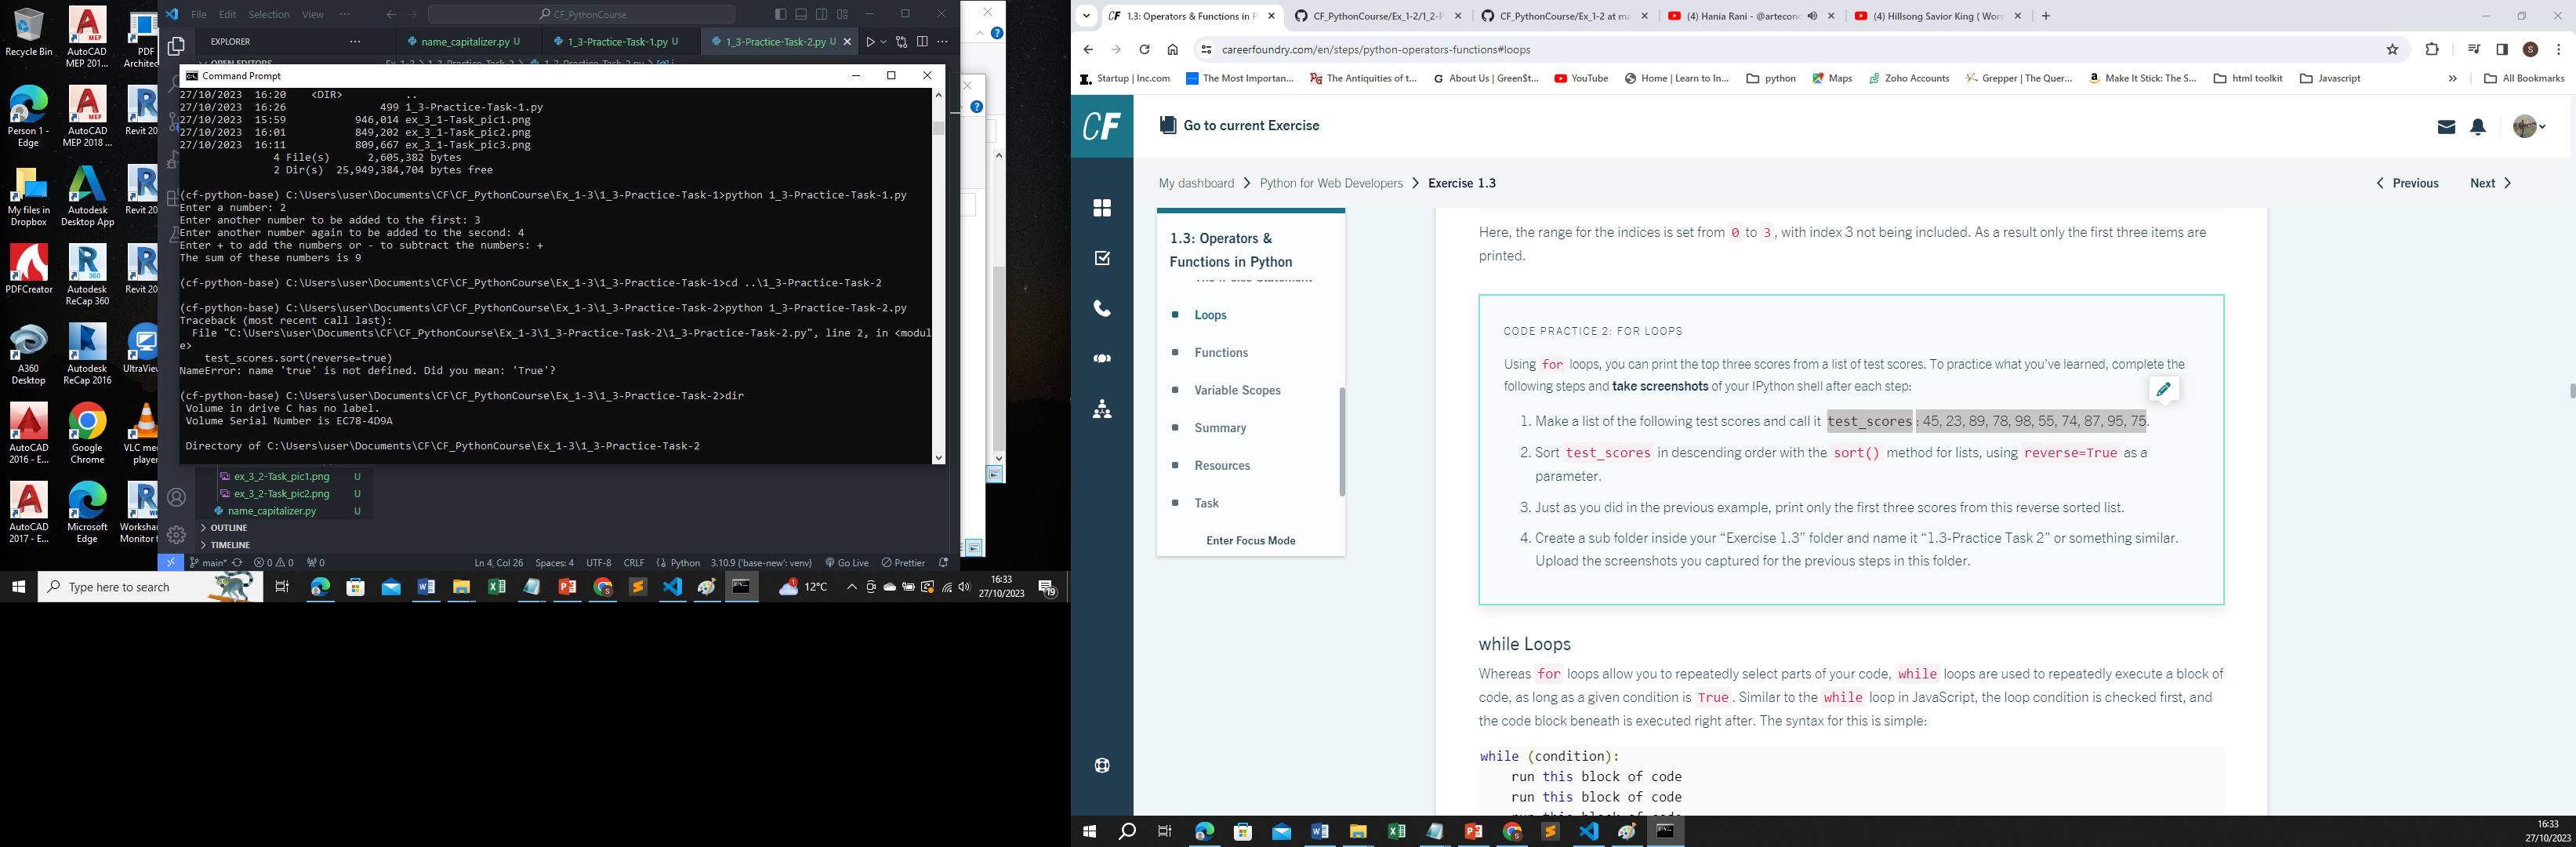 Recycle Bin
AutoCAD MEP 201...
PDF Architec
Person 1 - Edge
AutoCAD MEP 2018 ...
Revit 20
My files in Dropbox
Autodesk Desktop App
Revit 20
PDFCreator
Autodesk ReCap 360
Revit 20
A360 Desktop
Autodesk ReCap 2016
UltraView
AutoCAD 2016 - E...
Google Chrome
VLC med player
AutoCAD 2017 - E...
Microsoft Edge
Worksha Monitor f
File Edit Selection View ...
CF_PythonCourse
EXPLORER
name_capitalizer.py U
1_3-Practice-Task-1.py U
1_3-Practice-Task-2.py U
Command Prompt
27/10/2023  16:20    <DIR>          ..
27/10/2023  16:26               499 1_3-Practice-Task-1.py
27/10/2023  15:59           946,014 ex_3_1-Task_pic1.png
27/10/2023  16:01           849,202 ex_3_1-Task_pic2.png
27/10/2023  16:11           809,667 ex_3_1-Task_pic3.png
4 File(s)      2,605,382 bytes
2 Dir(s)  25,949,384,704 bytes free
(cf-python-base) C:\Users\user\Documents\CF\CF_PythonCourse\Ex_1-3\1_3-Practice-Task-1>python 1_3-Practice-Task-1.py
Enter a number: 2
Enter another number to be added to the first: 3
Enter another number again to be added to the second: 4
Enter + to add the numbers or - to subtract the numbers: +
The sum of these numbers is 9
(cf-python-base) C:\Users\user\Documents\CF\CF_PythonCourse\Ex_1-3\1_3-Practice-Task-1>cd ..\1_3-Practice-Task-2
(cf-python-base) C:\Users\user\Documents\CF\CF_PythonCourse\Ex_1-3\1_3-Practice-Task-2>python 1_3-Practice-Task-2.py
Traceback (most recent call last):
File "C:\Users\user\Documents\CF\CF_PythonCourse\Ex_1-3\1_3-Practice-Task-2\1_3-Practice-Task-2.py", line 2, in <modul
e>
test_scores.sort(reverse=true)
NameError: name 'true' is not defined. Did you mean: 'True'?
(cf-python-base) C:\Users\user\Documents\CF\CF_PythonCourse\Ex_1-3\1_3-Practice-Task-2>dir
Volume in drive C has no label.
Volume Serial Number is EC78-4D9A
Directory of C:\Users\user\Documents\CF\CF_PythonCourse\Ex_1-3\1_3-Practice-Task-2
ex_3_2-Task_pic1.png U
ex_3_2-Task_pic2.png U
name_capitalizer.py U
OUTLINE
TIMELINE
main* 0 0 0 Ln 4, Col 26 Spaces: 4 UTF-8 CRLF Python 3.10.9 ('base-new': venv) Go Live Prettier
Type here to search
12°C
16:33
27/10/2023
19
CF 1.3: Operators & Functions in P
CF_PythonCourse/Ex_1-2/1_2-P
CF_PythonCourse/Ex_1-2 at ma
(4) Hania Rani - @artecond
(4) Hillsong Savior King ( Wors
careerfoundry.com/en/steps/python-operators-functions#loops
S
Startup | Inc.com
The Most Importan...
The Antiquities of t...
About Us | Green$t...
YouTube
Home | Learn to In...
python
Maps
Zoho Accounts
Grepper | The Quer...
Make It Stick: The S...
html toolkit
Javascript
»
All Bookmarks
CF
Go to current Exercise
My dashboard > Python for Web Developers > Exercise 1.3
Previous
Next
1.3: Operators &
Functions in Python
Loops
Functions
Variable Scopes
Summary
Resources
Task
Enter Focus Mode
Here, the range for the indices is set from 0 to 3, with index 3 not being included. As a result only the first three items are
printed.
CODE PRACTICE 2: FOR LOOPS
Using for loops, you can print the top three scores from a list of test scores. To practice what you've learned, complete the
following steps and take screenshots of your IPython shell after each step:
1. Make a list of the following test scores and call it test_scores: 45, 23, 89, 78, 98, 55, 74, 87, 95, 75.
2. Sort test_scores in descending order with the sort() method for lists, using reverse=True as a
parameter.
3. Just as you did in the previous example, print only the first three scores from this reverse sorted list.
4. Create a sub folder inside your “Exercise 1.3” folder and name it “1.3-Practice Task 2” or something similar.
Upload the screenshots you captured for the previous steps in this folder.
while Loops
Whereas for loops allow you to repeatedly select parts of your code, while loops are used to repeatedly execute a block of
code, as long as a given condition is True. Similar to the while loop in JavaScript, the loop condition is checked first, and
the code block beneath is executed right after. The syntax for this is simple:
while (condition):
run this block of code
run this block of code
16:33
27/10/2023